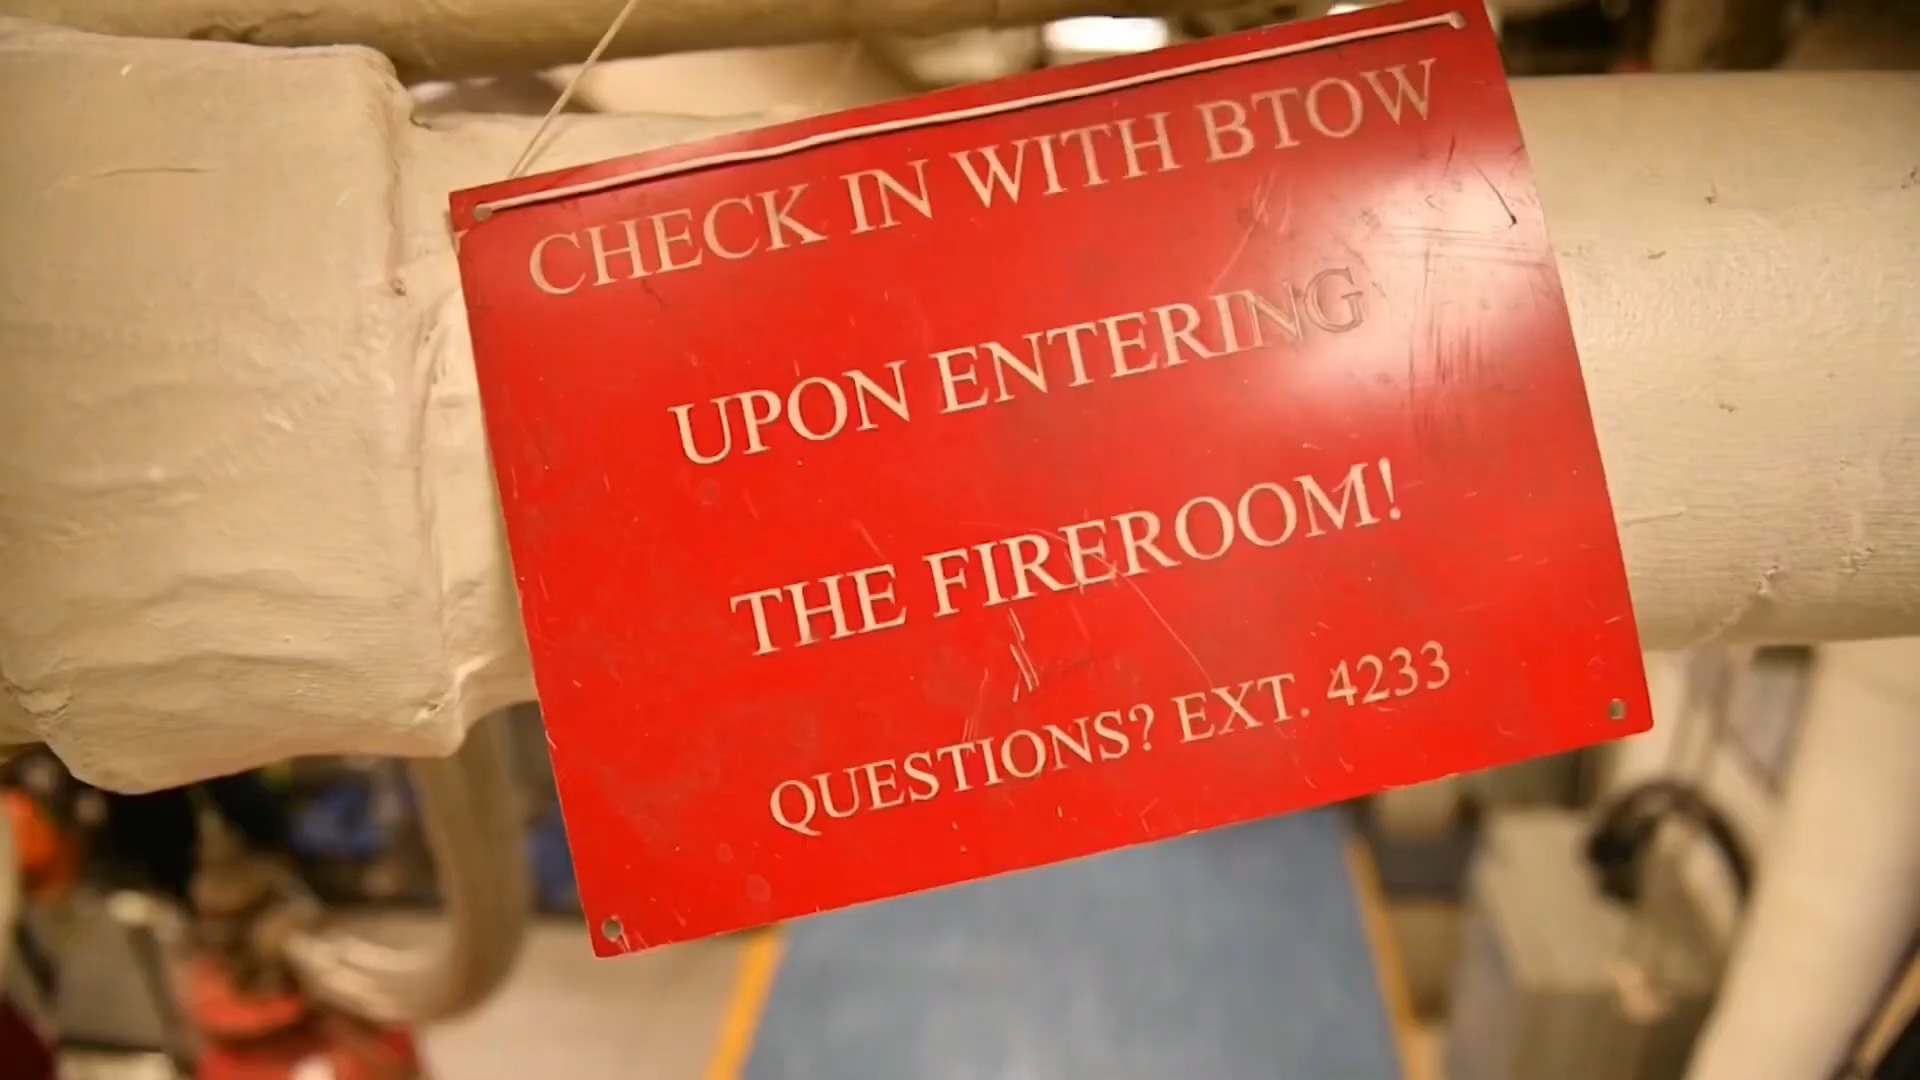 CHECK IN WITH BTOW
UPON ENTERING
THE FIREROOM!
QUESTIONS? EXT. 4233